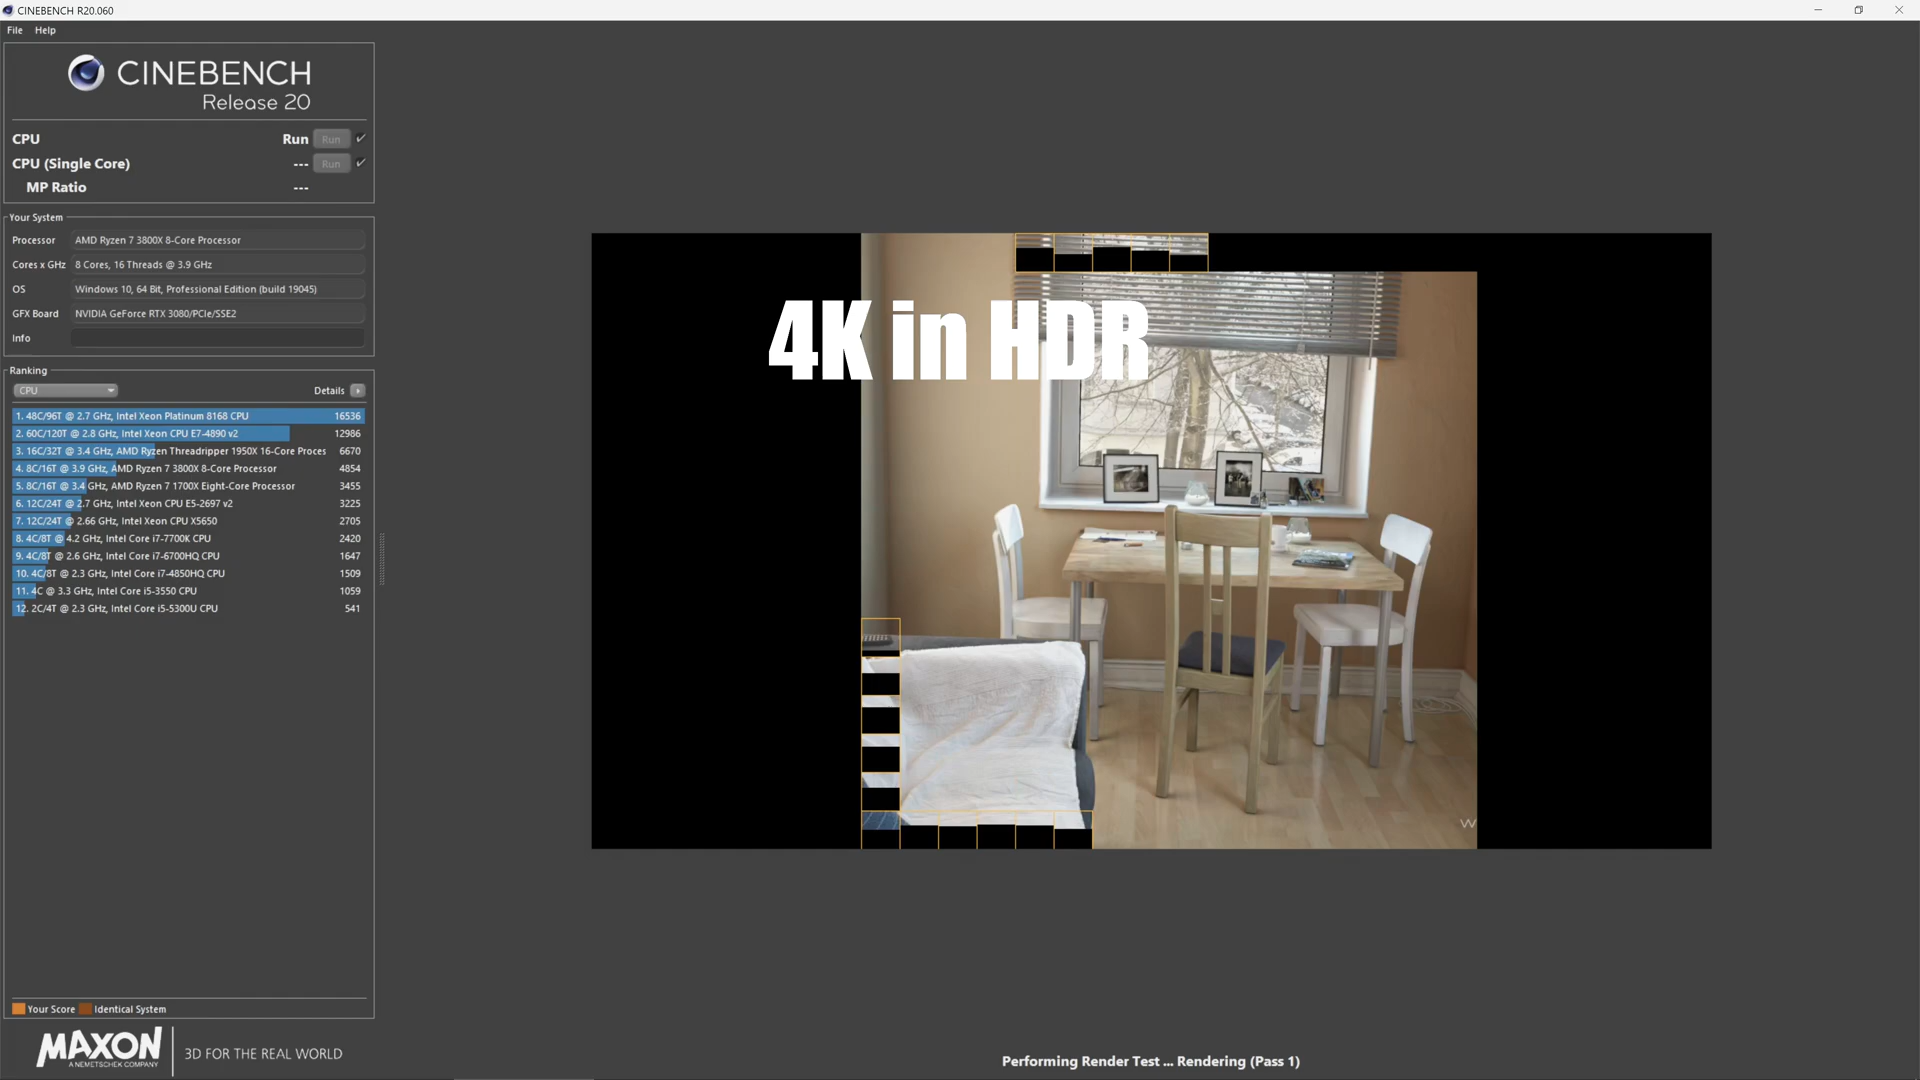 CINEBENCH R20.060
File Help
CINEBENCH
Release 20
CPU Run Run
CPU (Single Core) --- Run
MP Ratio ---
Your System
Processor AMD Ryzen 7 3800X 8-Core Processor
Cores x GHz 8 Cores, 16 Threads @ 3.9 GHz
OS Windows 10, 64 Bit, Professional Edition (build 19045)
GFX Board NVIDIA GeForce RTX 3080/PCIe/SSE2
Info
Ranking
CPU Details
1. 48C/96T @ 2.7 GHz, Intel Xeon Platinum 8168 CPU 16536
2. 60C/120T @ 2.8 GHz, Intel Xeon CPU E7-4890 v2 12986
3. 16C/32T @ 3.4 GHz, AMD Ryzen Threadripper 1950X 16-Core Proces 6670
4. 8C/16T @ 3.9 GHz, AMD Ryzen 7 3800X 8-Core Processor 4854
5. 8C/16T @ 3.4 GHz, AMD Ryzen 7 1700X Eight-Core Processor 3455
6. 12C/24T @ 2.7 GHz, Intel Xeon CPU E5-2697 v2 3225
7. 12C/24T @ 2.66 GHz, Intel Xeon CPU X5650 2705
8. 4C/8T @ 4.2 GHz, Intel Core i7-7700K CPU 2420
9. 4C/8T @ 2.6 GHz, Intel Core i7-6700HQ CPU 1647
10. 4C/8T @ 2.3 GHz, Intel Core i7-4850HQ CPU 1509
11. 4C @ 3.3 GHz, Intel Core i5-3550 CPU 1059
12. 2C/4T @ 2.3 GHz, Intel Core i5-5300U CPU 541
Your Score Identical System
MAXON
A NEMETSCHEK COMPANY
3D FOR THE REAL WORLD
4K in HDR
W
Performing Render Test ... Rendering (Pass 1)